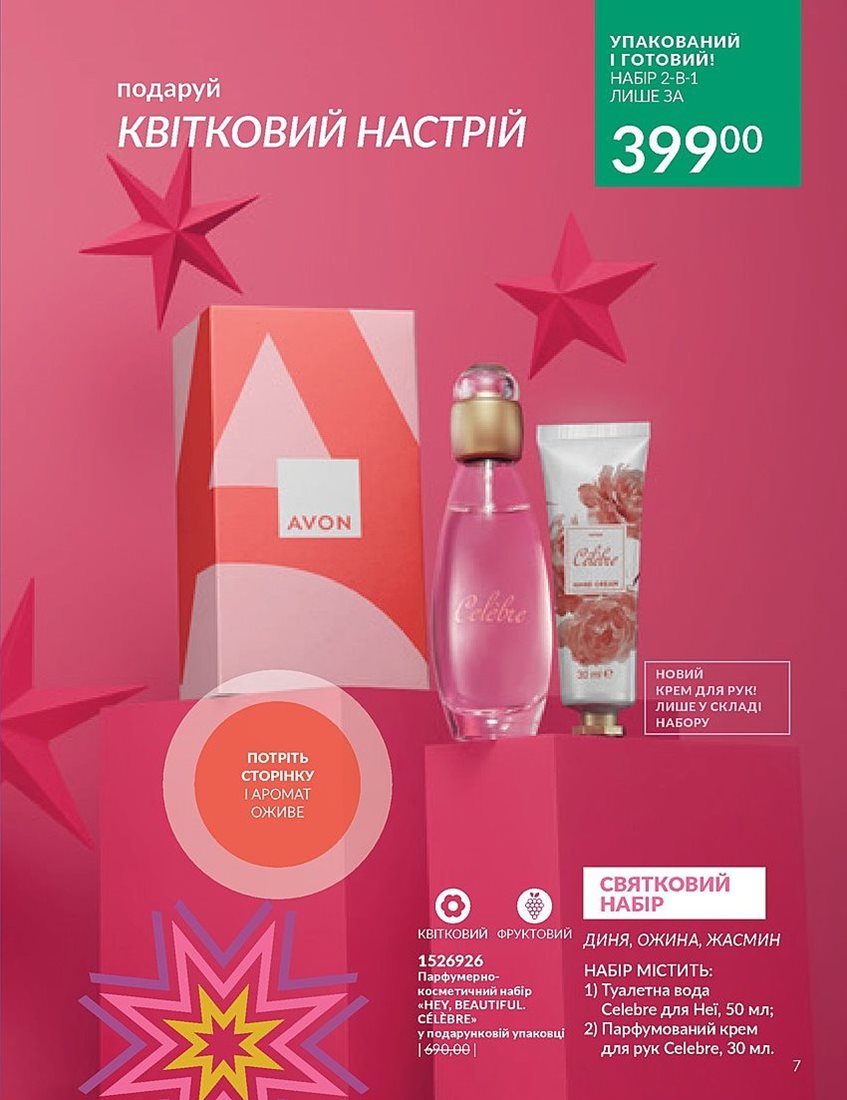 подаруй
КВІТКОВИЙ НАСТРІЙ
УПАКОВАНИЙ
І ГОТОВИЙ!
НАБІР 2-В-1
ЛИШЕ ЗА
39900
AVON
Celèbre
AVON
Celèbre
HAND CREAM
30 ml ℮
НОВИЙ
КРЕМ ДЛЯ РУК!
ЛИШЕ У СКЛАДІ
НАБОРУ
ПОТРІТЬ
СТОРІНКУ
І АРОМАТ
ОЖИВЕ
КВІТКОВИЙ ФРУКТОВИЙ
1526926
Парфумерно-
косметичний набір
«HEY, BEAUTIFUL.
CÉLÈBRE»
у подарунковій упаковці
| 690,00 |
СВЯТКОВИЙ
НАБІР
ДИНЯ, ОЖИНА, ЖАСМИН
НАБІР МІСТИТЬ:
1) Туалетна вода
Celebre для Неї, 50 мл;
2) Парфумований крем
для рук Celebre, 30 мл.
7